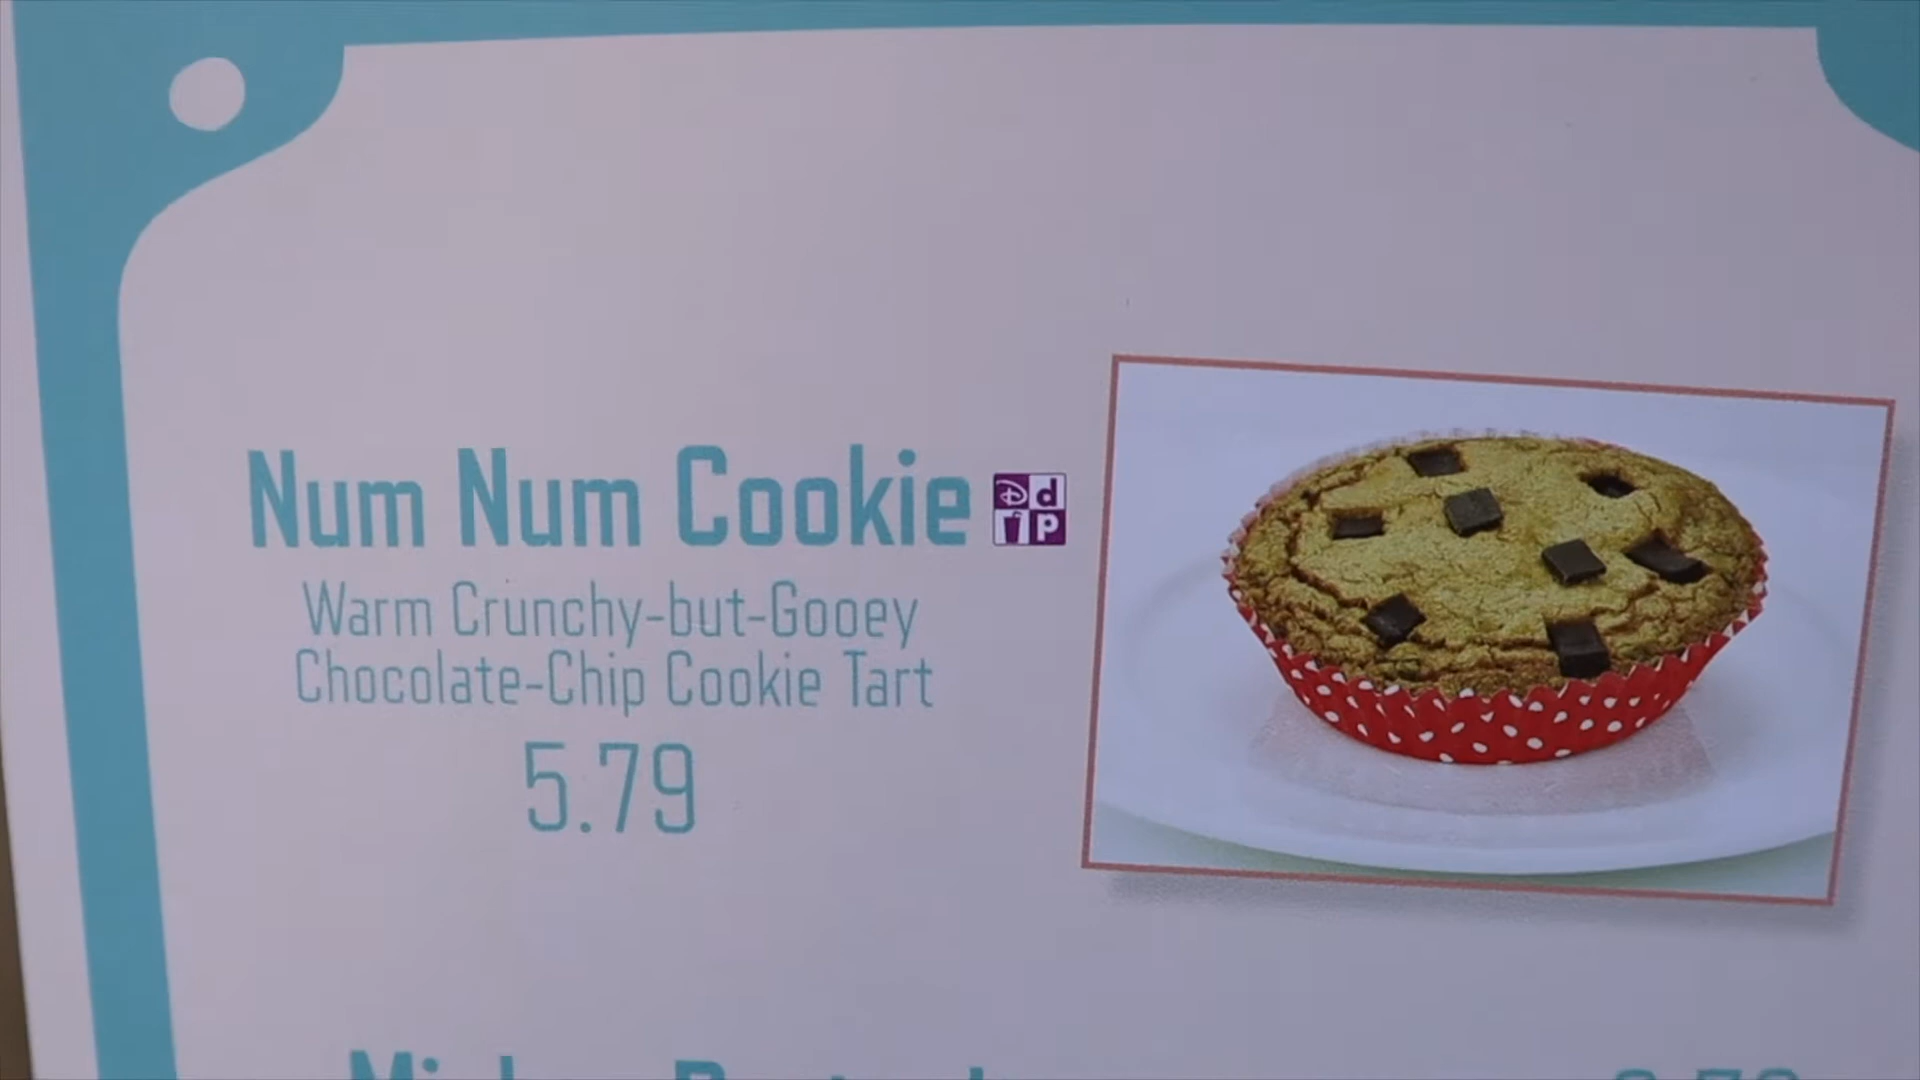 Num Num Cookie
D d
P
Warm Crunchy-but-Gooey
Chocolate-Chip Cookie Tart
5.79